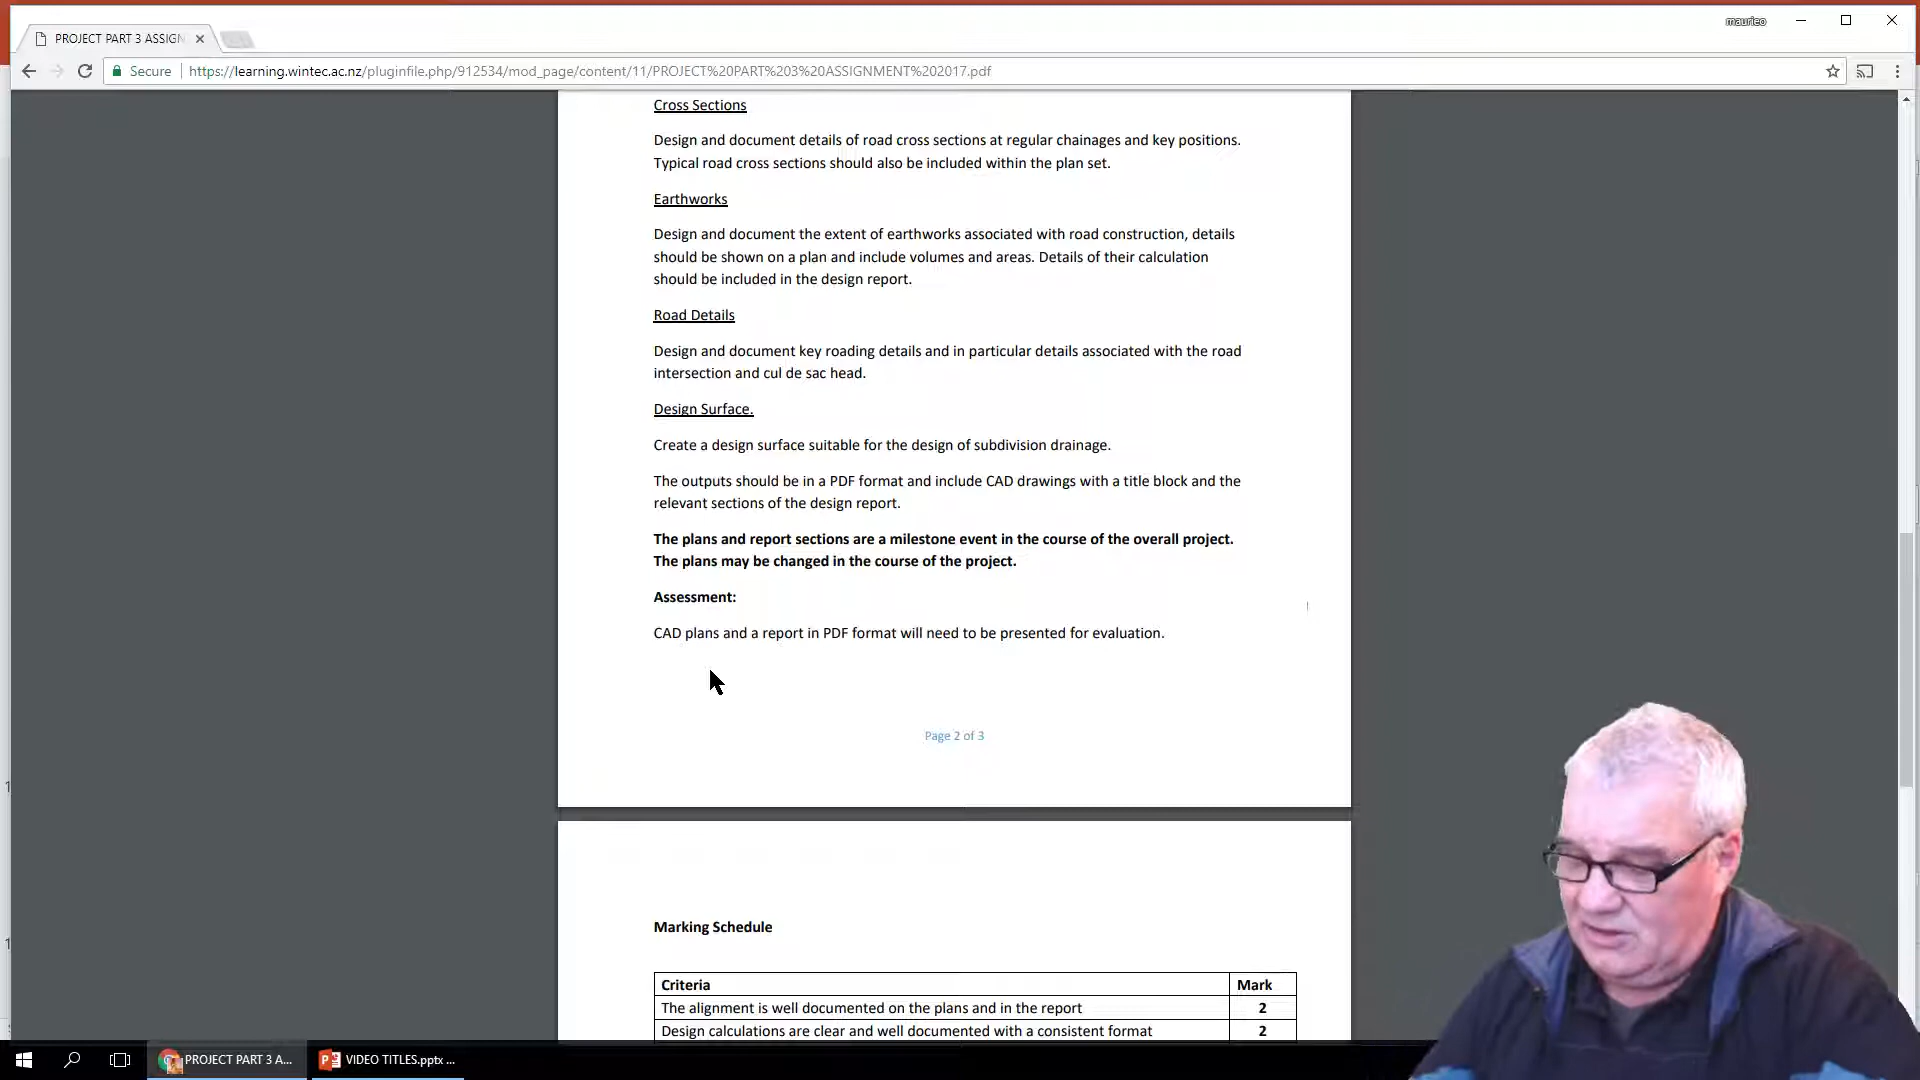 maurieo
PROJECT PART 3 ASSIGN
Secure
https://learning.wintec.ac.nz/pluginfile.php/912534/mod_page/content/11/PROJECT%20PART%203%20ASSIGNMENT%202017.pdf
Cross Sections
Design and document details of road cross sections at regular chainages and key positions.
Typical road cross sections should also be included within the plan set.
Earthworks
Design and document the extent of earthworks associated with road construction, details
should be shown on a plan and include volumes and areas. Details of their calculation
should be included in the design report.
Road Details
Design and document key roading details and in particular details associated with the road
intersection and cul de sac head.
Design Surface.
Create a design surface suitable for the design of subdivision drainage.
The outputs should be in a PDF format and include CAD drawings with a title block and the
relevant sections of the design report.
The plans and report sections are a milestone event in the course of the overall project.
The plans may be changed in the course of the project.
Assessment:
CAD plans and a report in PDF format will need to be presented for evaluation.
Page 2 of 3
Marking Schedule
Criteria Mark
The alignment is well documented on the plans and in the report 2
Design calculations are clear and well documented with a consistent format 2
PROJECT PART 3 A...
VIDEO TITLES.pptx ...